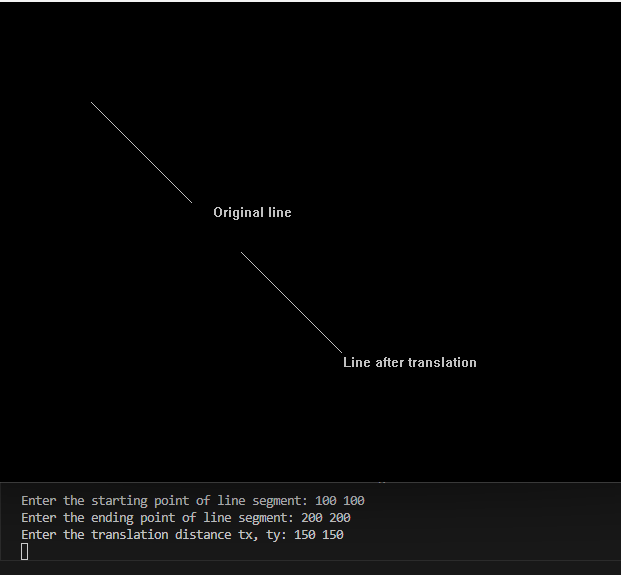 Original line
Line after translation
Enter the starting point of line segment: 100 100
Enter the ending point of line segment: 200 200
Enter the translation distance tx, ty: 150 150